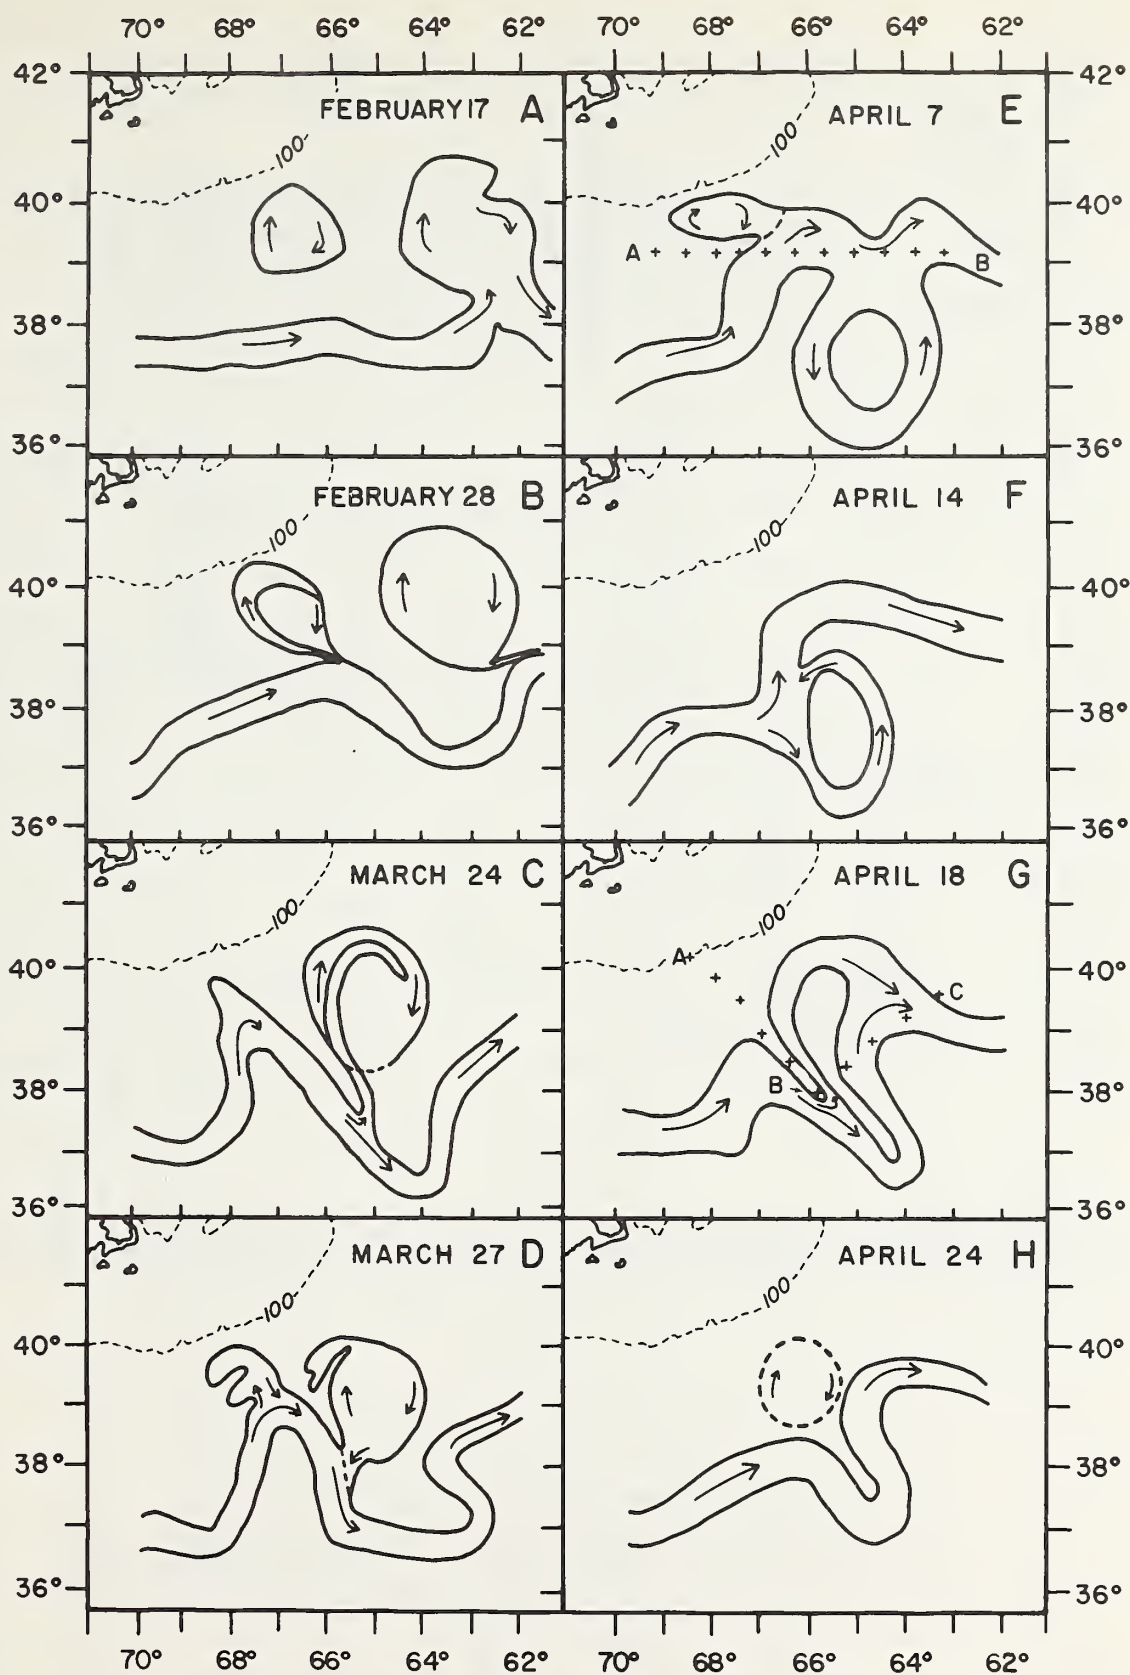 70° 68° 66° 64° 62° 70° 68° 66° 64° 62°
42° 42°
FEBRUARY 17 A
100
40°
38°
36°
APRIL 7 E
100
40°
A B
38°
36°
FEBRUARY 28 B
100
40°
38°
36°
APRIL 14 F
100
40°
38°
36°
MARCH 24 C
100
40°
38°
36°
APRIL 18 G
100
A
40°
C
B
38°
36°
MARCH 27 D
100
40°
38°
36°
APRIL 24 H
100
40°
38°
36°
70° 68° 66° 64° 62° 70° 68° 66° 64° 62°